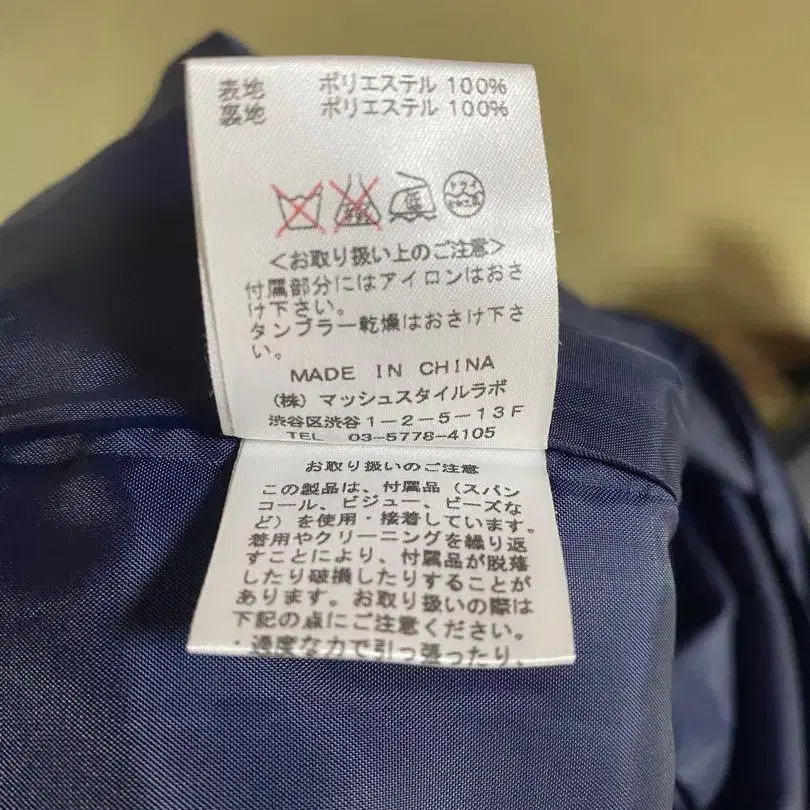 表地 ポリエステル 100%
裏地 ポリエステル 100%
低
ドライ
<お取り扱い上のご注意>
付属部分にはアイロンはおさ
け下さい。
タンブラー乾燥はおさけ下さ
い。
MADE IN CHINA
(株) マッシュスタイルラボ
渋谷区渋谷1-2-5-13F
TEL 03-5778-4105
お取り扱いのご注意
この製品は、付属品（スパン
コール、ビジュー、ビーズな
ど）を使用・接着しています。
着用やクリーニングを繰り返
すことにより、付属品が脱落
したり破損したりすることが
あります。お取り扱いの際は
下記の点にご注意ください。
・過度な力で引っ張ったり、